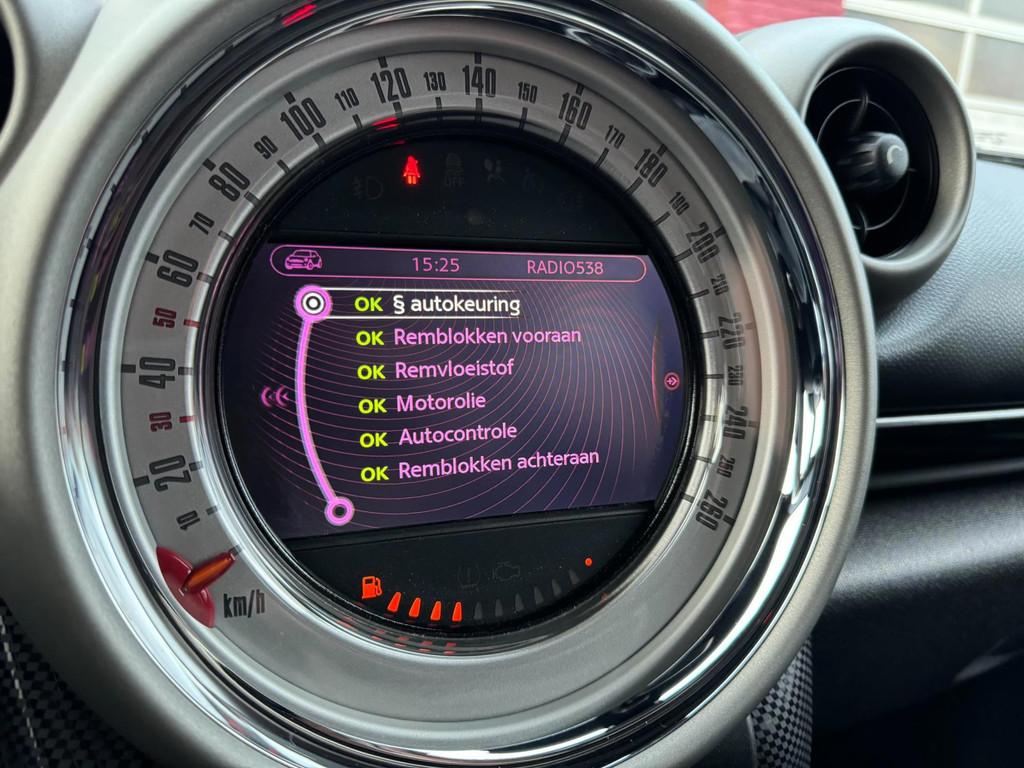 10
20
30
40
50
60
70
80
90
100
110
120
130
140
150
160
170
180
190
200
210
220
230
240
250
260
km/h
OFF
15:25 RADIO538
OK § autokeuring
OK Remblokken vooraan
OK Remvloeistof
OK Motorolie
OK Autocontrole
OK Remblokken achteraan